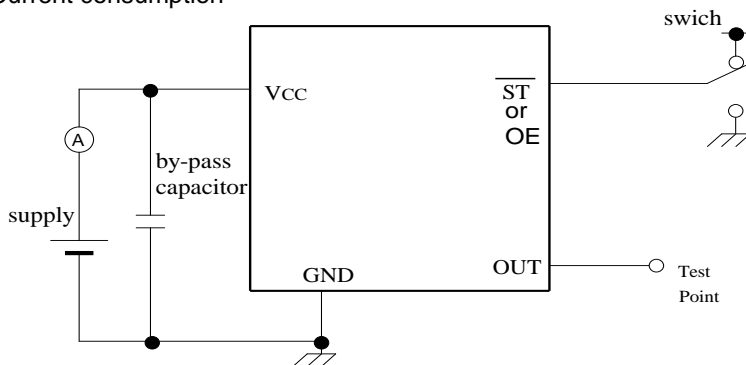 Current consumption
swich
VCC
ST
or
OE
A
by-pass
capacitor
supply
OUT
GND
Test
Point